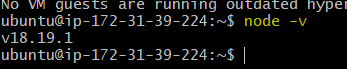 No VM guests are running outdated hyper
ubuntu@ip-172-31-39-224:~$ node -v
v18.19.1
ubuntu@ip-172-31-39-224:~$